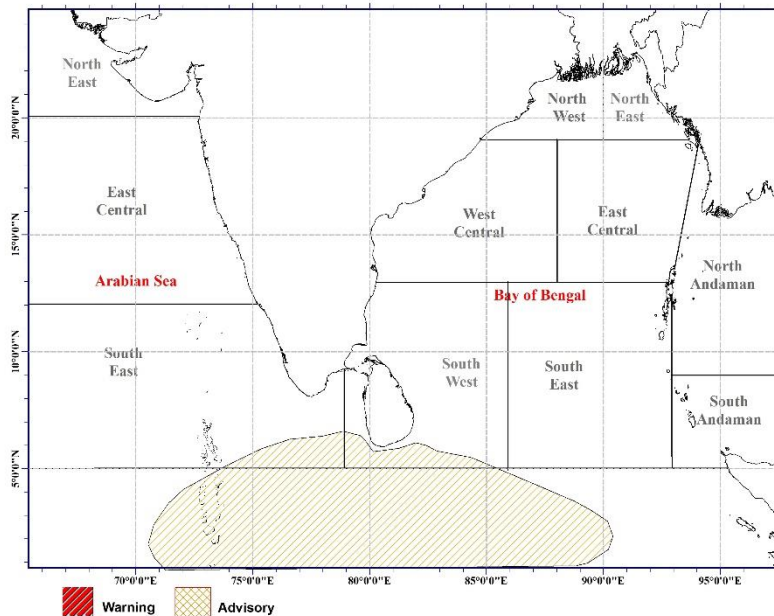 North
East
North
West
North
East
20°0'0"N
East
Central
West
Central
East
Central
15°0'0"N
Arabian Sea
Bay of Bengal
North
Andaman
10°0'0"N
South
East
South
West
South
East
South
Andaman
5°0'0"N
70°0'0"E
75°0'0"E
80°0'0"E
85°0'0"E
90°0'0"E
95°0'0"E
Warning
Advisory